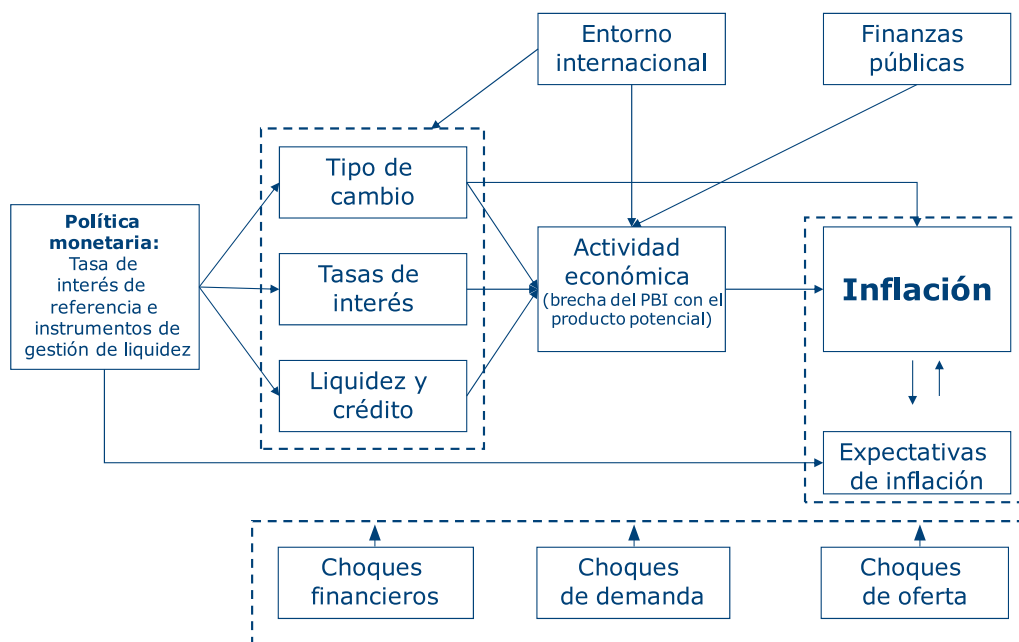 Entorno
internacional
Finanzas
públicas
Tipo de
cambio
Política
monetaria:
Tasa de
interés de
referencia e
instrumentos de
gestión de liquidez
Tasas de
interés
Liquidez y
crédito
Actividad
económica
(brecha del PBI con el
producto potencial)
Inflación
Expectativas
de inflación
Choques
financieros
Choques
de demanda
Choques
de oferta